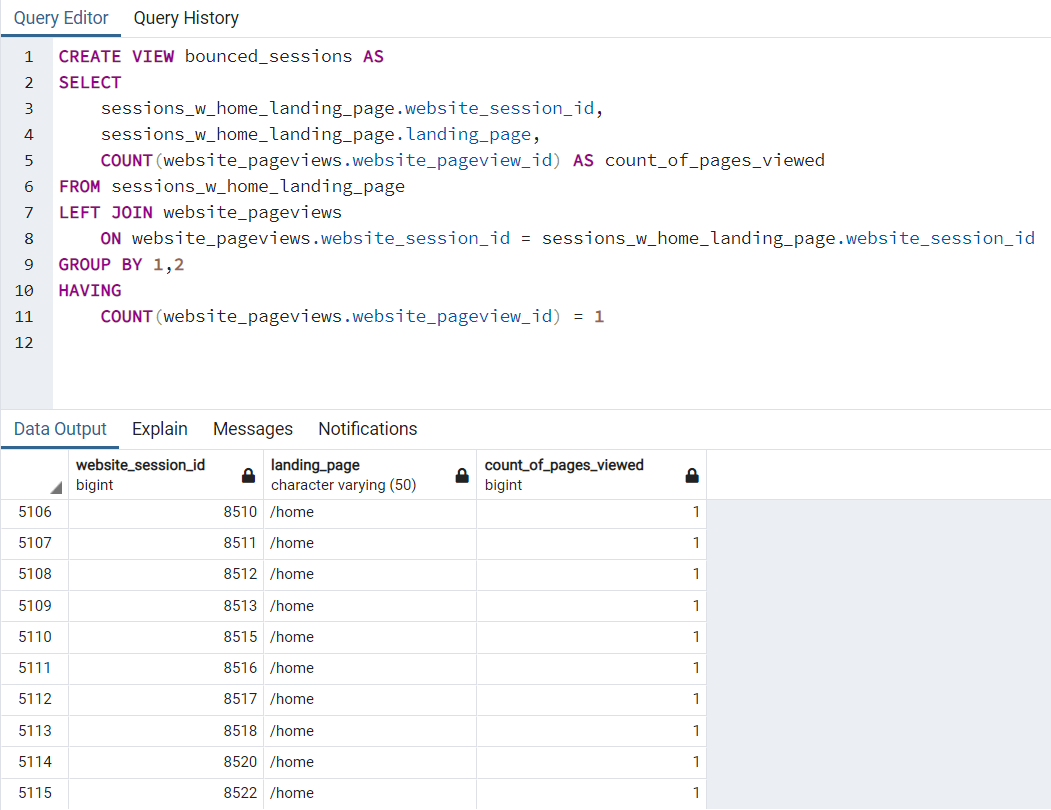 Query Editor Query History
1 CREATE VIEW bounced_sessions AS
2 SELECT
3 sessions_w_home_landing_page.website_session_id,
4 sessions_w_home_landing_page.landing_page,
5 COUNT(website_pageviews.website_pageview_id) AS count_of_pages_viewed
6 FROM sessions_w_home_landing_page
7 LEFT JOIN website_pageviews
8 ON website_pageviews.website_session_id = sessions_w_home_landing_page.website_session_id
9 GROUP BY 1,2
10 HAVING
11 COUNT(website_pageviews.website_pageview_id) = 1
12
Data Output Explain Messages Notifications
website_session_id landing_page count_of_pages_viewed
bigint character varying (50) bigint
5106 8510 /home 1
5107 8511 /home 1
5108 8512 /home 1
5109 8513 /home 1
5110 8515 /home 1
5111 8516 /home 1
5112 8517 /home 1
5113 8518 /home 1
5114 8520 /home 1
5115 8522 /home 1